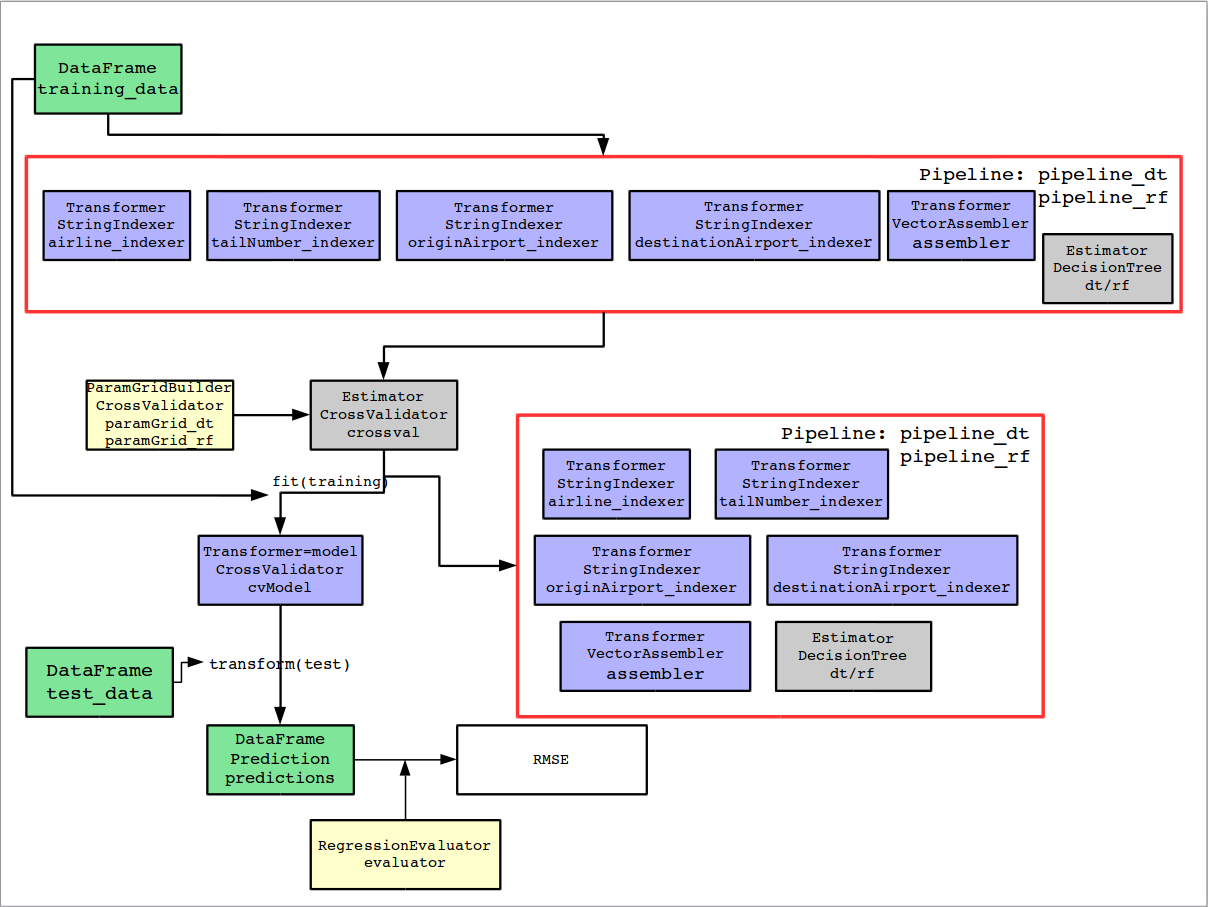 DataFrame
training_data
Pipeline: pipeline_dt
pipeline_rf
Transformer
StringIndexer
airline_indexer
Transformer
StringIndexer
tailNumber_indexer
Transformer
StringIndexer
originAirport_indexer
Transformer
StringIndexer
destinationAirport_indexer
Transformer
VectorAssembler
assembler
Estimator
DecisionTree
dt/rf
ParamGridBuilder
CrossValidator
paramGrid_dt
paramGrid_rf
Estimator
CrossValidator
crossval
fit(training)
Pipeline: pipeline_dt
pipeline_rf
Transformer
StringIndexer
airline_indexer
Transformer
StringIndexer
tailNumber_indexer
Transformer
StringIndexer
originAirport_indexer
Transformer
StringIndexer
destinationAirport_indexer
Transformer
VectorAssembler
assembler
Estimator
DecisionTree
dt/rf
Transformer=model
CrossValidator
cvModel
DataFrame
test_data
transform(test)
DataFrame
Prediction
predictions
RMSE
RegressionEvaluator
evaluator